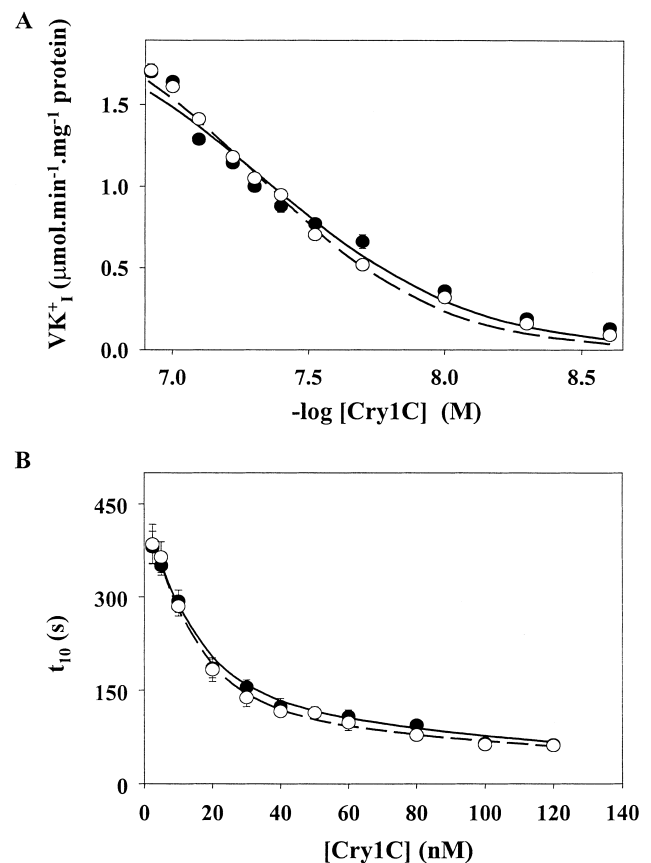 A
VK⁺I (μmol.min⁻¹.mg⁻¹ protein)
1.5
1.0
0.5
0.0
7.0 7.5 8.0 8.5
-log [Cry1C] (M)
B
t₁₀ (s)
450
300
150
0
0 20 40 60 80 100 120 140
[Cry1C] (nM)